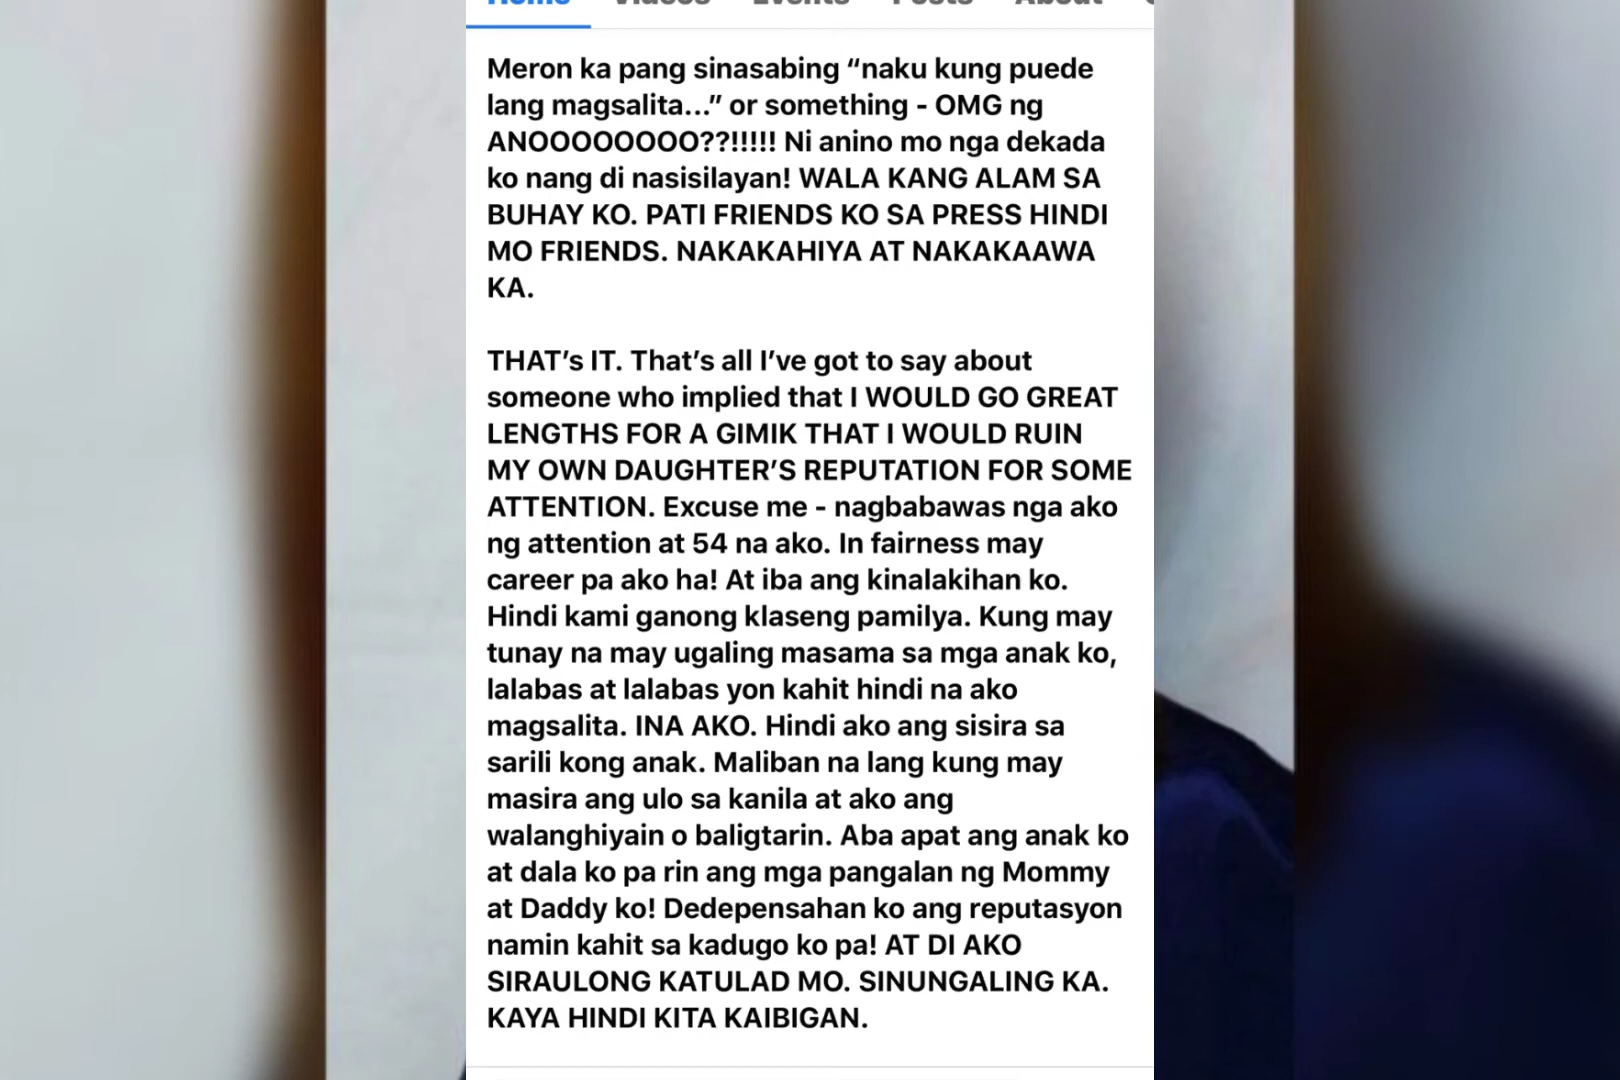 Home Videos Events Posts About
Meron ka pang sinasabing “naku kung puede
lang magsalita...” or something - OMG ng
ANOOOOOOOO??!!!!! Ni anino mo nga dekada
ko nang di nasisilayan! WALA KANG ALAM SA
BUHAY KO. PATI FRIENDS KO SA PRESS HINDI
MO FRIENDS. NAKAKAHIYA AT NAKAKAAWA
KA.
THAT’s IT. That’s all I’ve got to say about
someone who implied that I WOULD GO GREAT
LENGTHS FOR A GIMIK THAT I WOULD RUIN
MY OWN DAUGHTER’S REPUTATION FOR SOME
ATTENTION. Excuse me - nagbabawas nga ako
ng attention at 54 na ako. In fairness may
career pa ako ha! At iba ang kinalakihan ko.
Hindi kami ganong klaseng pamilya. Kung may
tunay na may ugaling masama sa mga anak ko,
lalabas at lalabas yon kahit hindi na ako
magsalita. INA AKO. Hindi ako ang sisira sa
sarili kong anak. Maliban na lang kung may
masira ang ulo sa kanila at ako ang
walanghiyain o baligtarin. Aba apat ang anak ko
at dala ko pa rin ang mga pangalan ng Mommy
at Daddy ko! Dedepensahan ko ang reputasyon
namin kahit sa kadugo ko pa! AT DI AKO
SIRAULONG KATULAD MO. SINUNGALING KA.
KAYA HINDI KITA KAIBIGAN.